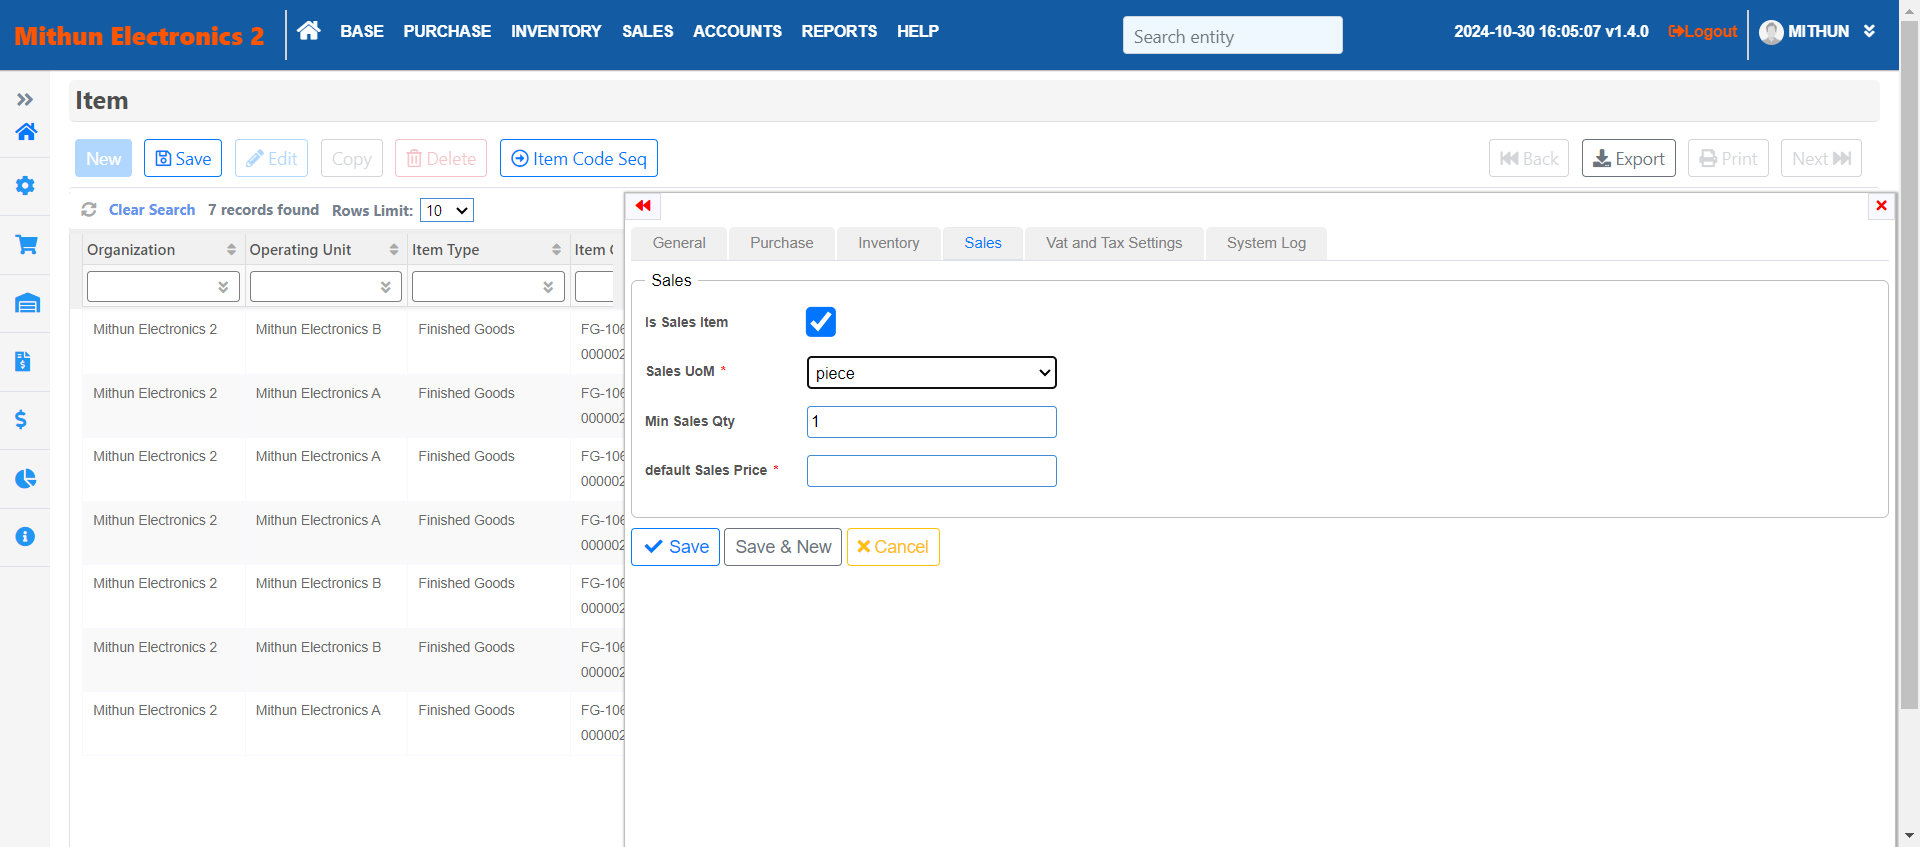 Mithun Electronics 2
BASE PURCHASE INVENTORY SALES ACCOUNTS REPORTS HELP
Search entity
2024-10-30 16:05:07 v1.4.0 Logout MITHUN
Item
New Save Edit Copy Delete Item Code Seq Back Export Print Next
Clear Search 7 records found Rows Limit: 10
Organization Operating Unit Item Type Item
Mithun Electronics 2 Mithun Electronics B Finished Goods FG-106
000002
Mithun Electronics 2 Mithun Electronics A Finished Goods FG-106
000002
Mithun Electronics 2 Mithun Electronics A Finished Goods FG-106
000002
Mithun Electronics 2 Mithun Electronics A Finished Goods FG-106
000002
Mithun Electronics 2 Mithun Electronics B Finished Goods FG-106
000002
Mithun Electronics 2 Mithun Electronics B Finished Goods FG-106
000002
Mithun Electronics 2 Mithun Electronics A Finished Goods FG-106
000002
General Purchase Inventory Sales Vat and Tax Settings System Log
Sales
Is Sales Item
Sales UoM * piece
Min Sales Qty 1
default Sales Price *
Save Save & New Cancel